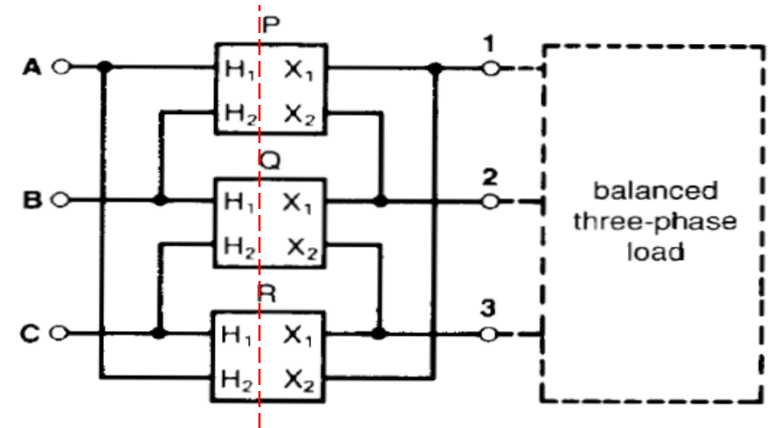 P
A H₁ X₁ 1
H₂ X₂
Q
B H₁ X₁ 2
H₂ X₂
R
C H₁ X₁ 3
H₂ X₂
balanced
three-phase
load